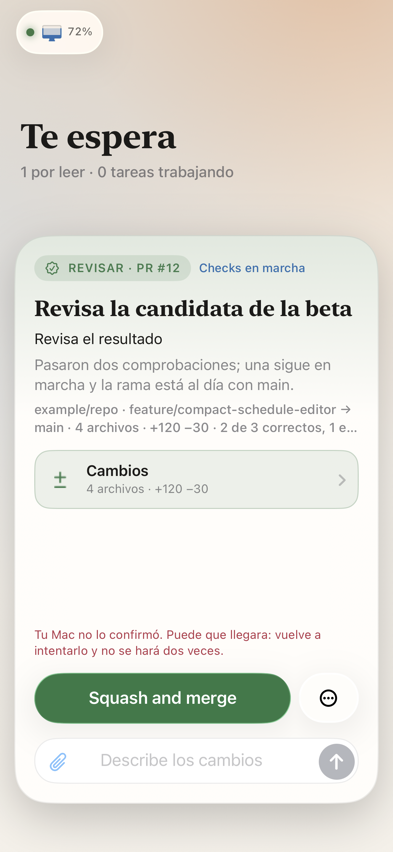 72%
Te espera
1 por leer · 0 tareas trabajando
REVISAR · PR #12
Checks en marcha
Revisa la candidata de la beta
Revisa el resultado
Pasaron dos comprobaciones; una sigue en
marcha y la rama está al día con main.
example/repo · feature/compact-schedule-editor →
main · 4 archivos · +120 −30 · 2 de 3 correctos, 1 e...
Cambios
4 archivos · +120 −30
Tu Mac no lo confirmó. Puede que llegara: vuelve a
intentarlo y no se hará dos veces.
Squash and merge
Describe los cambios